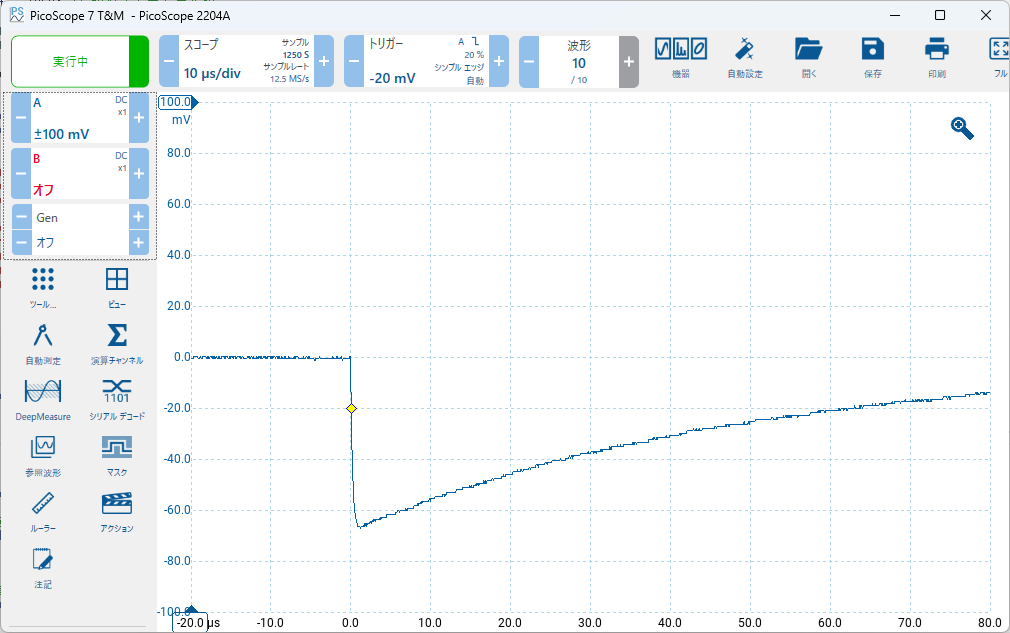 PicoScope 7 T&M - PicoScope 2204A
実行中
スコープ
10 µs/div
サンプル
1250 S
サンプルレート
12.5 MS/s
トリガー
-20 mV
A
20 %
シンプル エッジ
自動
波形
10
/ 10
機器
自動設定
開く
保存
印刷
フル
A
DC
x1
±100 mV
B
DC
x1
オフ
Gen
オフ
ツール...
ビュー
自動測定
演算チャンネル
DeepMeasure
1101
シリアル デコード
参照波形
マスク
ルーラー
アクション
注記
100.0
mV
80.0
60.0
40.0
20.0
0.0
-20.0
-40.0
-60.0
-80.0
-100.0
-20.0 µs
-10.0
0.0
10.0
20.0
30.0
40.0
50.0
60.0
70.0
80.0